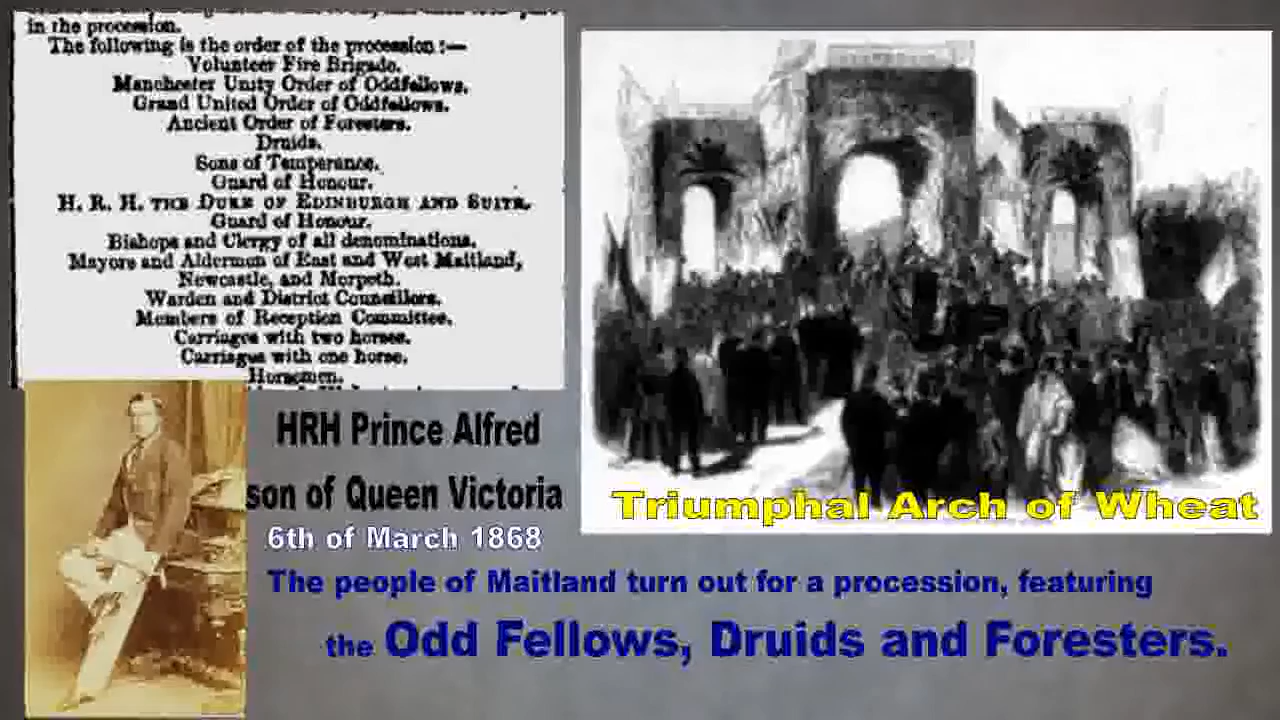 in the procession.
The following is the order of the procession :—
Volunteer Fire Brigade.
Manchester Unity Order of Oddfellows.
Grand United Order of Oddfellows.
Ancient Order of Foresters.
Druids.
Sons of Temperance.
Guard of Honour.
H. R. H. THE DUKE OF EDINBURGH AND SUITE.
Guard of Honour.
Bishops and Clergy of all denominations.
Mayors and Aldermen of East and West Maitland,
Newcastle, and Morpeth.
Warden and District Councillors.
Members of Reception Committee.
Carriages with two horses.
Carriages with one horse.
Horsemen.
HRH Prince Alfred
son of Queen Victoria
6th of March 1868
Triumphal Arch of Wheat
The people of Maitland turn out for a procession, featuring
the Odd Fellows, Druids and Foresters.